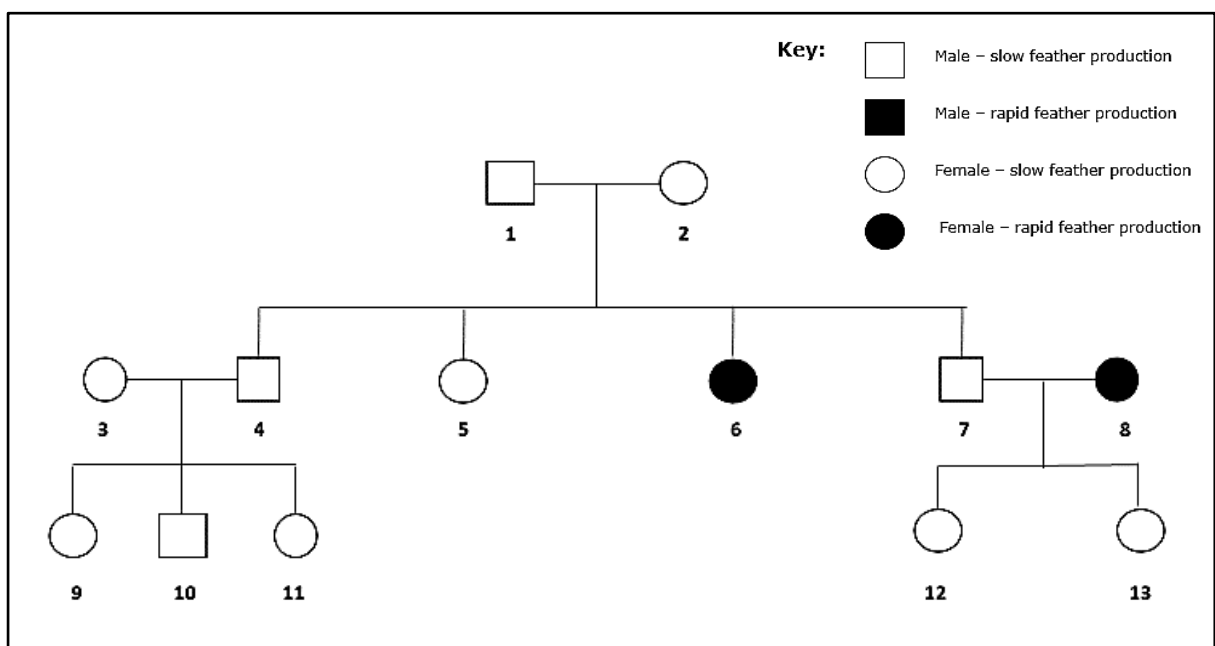 Key:
Male – slow feather production
Male – rapid feather production
Female – slow feather production
Female – rapid feather production
1 2
3 4 5 6 7 8
9 10 11 12 13